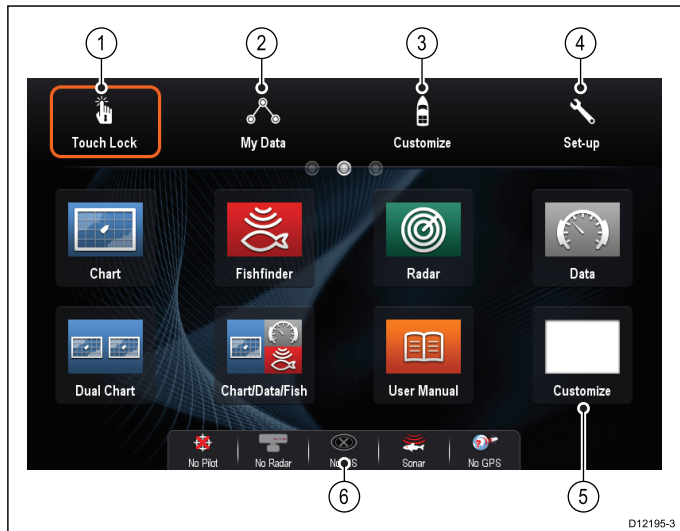 1 2 3 4
Touch Lock My Data Customize Set-up
Chart Fishfinder Radar Data
Dual Chart Chart/Data/Fish User Manual Customize
No Pilot No Radar Sonar No GPS
6 5
D12195-3